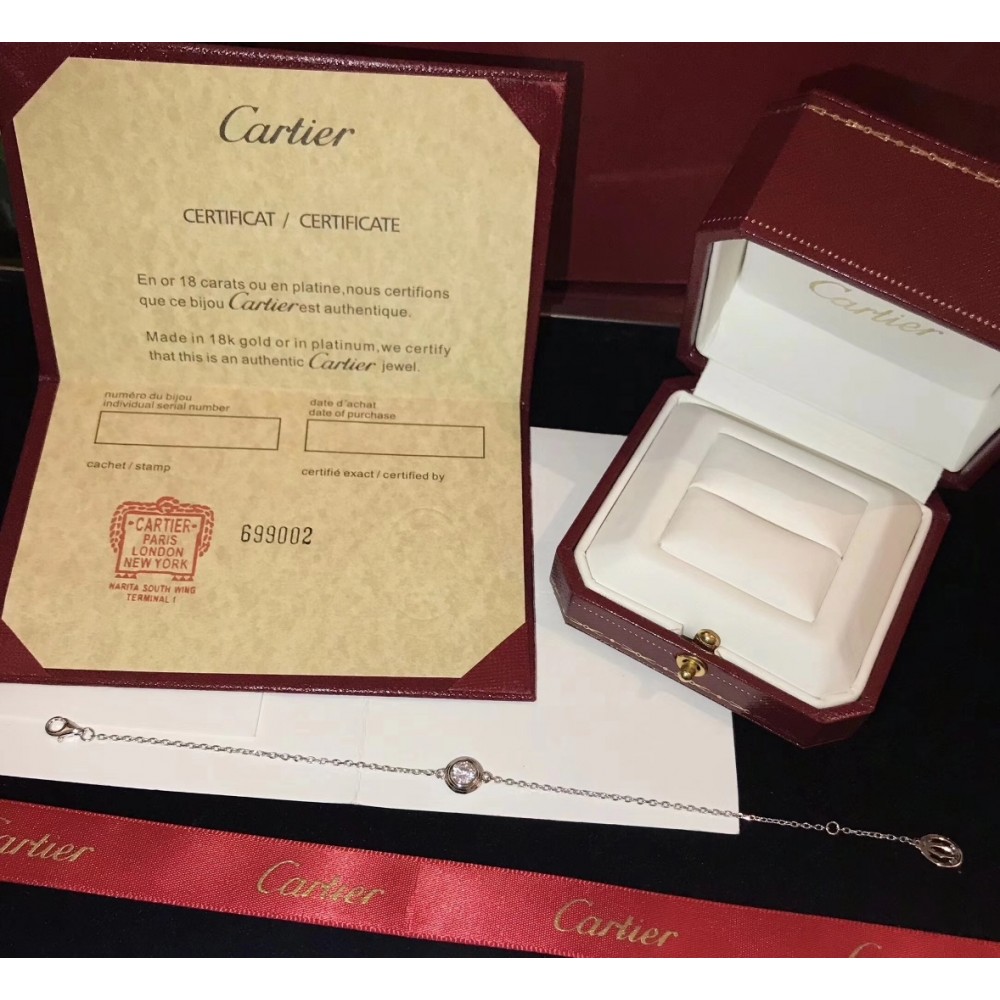 Cartier
CERTIFICAT / CERTIFICATE
En or 18 carats ou en platine,nous certifions
que ce bijou Cartier est authentique.
Made in 18k gold or in platinum,we certify
that this is an authentic Cartier jewel.
numéro du bijou
individual serial number
date d'achat
date of purchase
cachet / stamp
certifié exact / certified by
CARTIER
PARIS
LONDON
NEW YORK
NARITA SOUTH WING
TERMINAL 1
699002
Cartier
artier
Cartier
Cartier
C